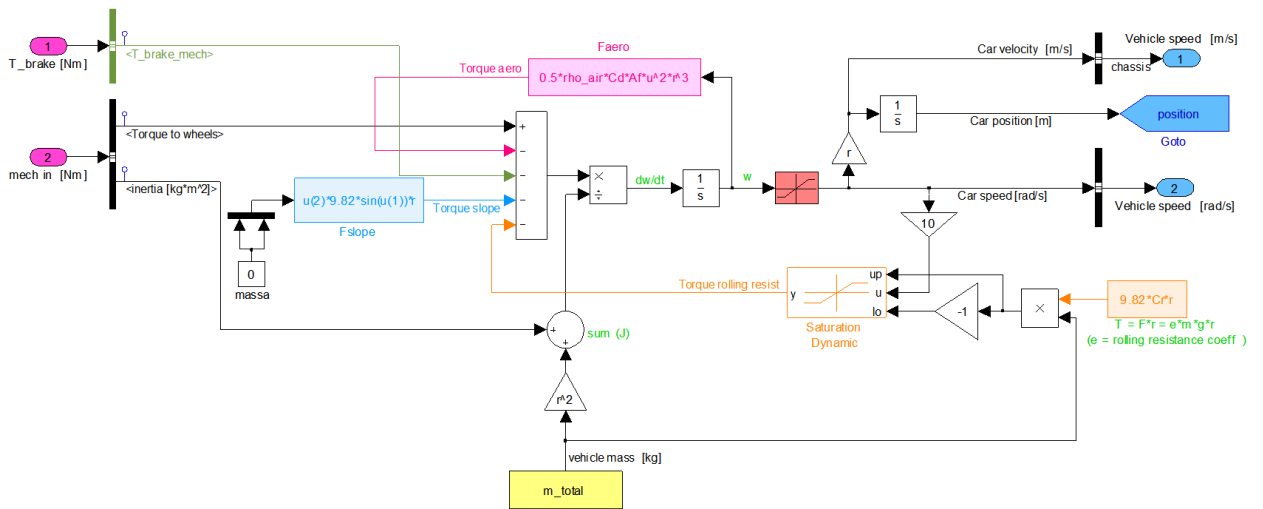 Vehicle speed [m/s]
1
T_brake [Nm]
<T_brake_mech>
Faero
Torque aero
0.5*rho_air*Cd*Af*u^2*r^3
Car velocity [m/s]
chassis
1
1
s
Car position [m]
position
Goto
+
−
−
−
−
<Torque to wheels>
2
mech in [Nm]
<inertia [kg*m^2]>
×
÷
dw/dt
1
s
w
r
Car speed [rad/s]
2
Vehicle speed [rad/s]
u(2)*9.82*sin(u(1))*r
Torque slope
Fslope
10
0
massa
Torque rolling resist
up
y
u
lo
Saturation
Dynamic
-1
×
9.82*Cr*r
T = F*r = e*m*g*r
(e = rolling resistance coeff )
+
+
sum (J)
r^2
vehicle mass [kg]
m_total